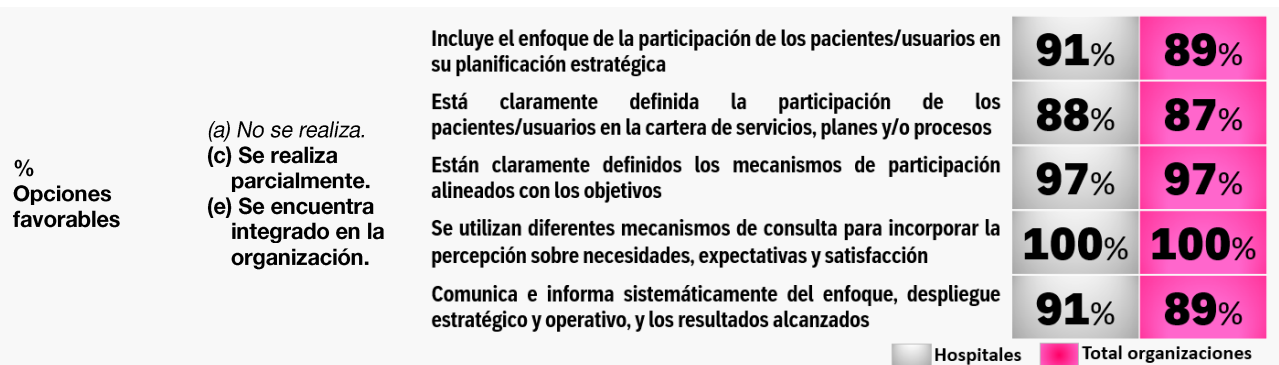 %
Opciones
favorables
(a) No se realiza.
(c) Se realiza
parcialmente.
(e) Se encuentra
integrado en la
organización.
Incluye el enfoque de la participación de los pacientes/usuarios en
su planificación estratégica
91% 89%
Está claramente definida la participación de los
pacientes/usuarios en la cartera de servicios, planes y/o procesos
88% 87%
Están claramente definidos los mecanismos de participación
alineados con los objetivos
97% 97%
Se utilizan diferentes mecanismos de consulta para incorporar la
percepción sobre necesidades, expectativas y satisfacción
100% 100%
Comunica e informa sistemáticamente del enfoque, despliegue
estratégico y operativo, y los resultados alcanzados
91% 89%
Hospitales Total organizaciones